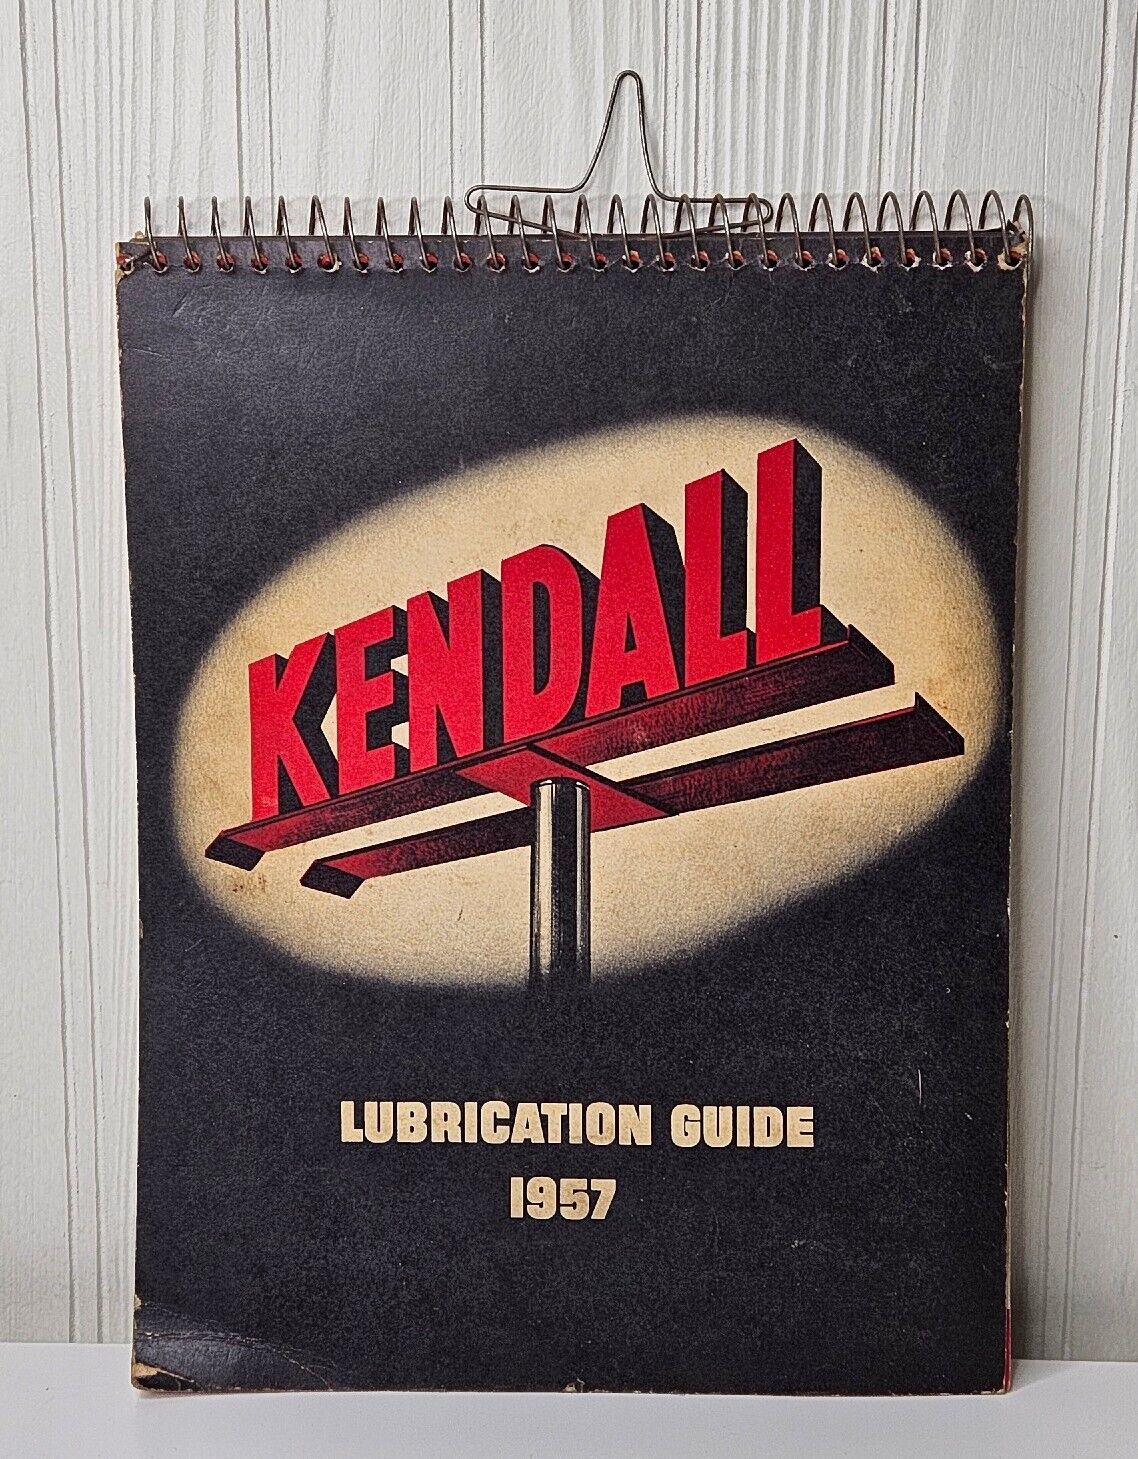 KENDALL
LUBRICATION GUIDE
1957